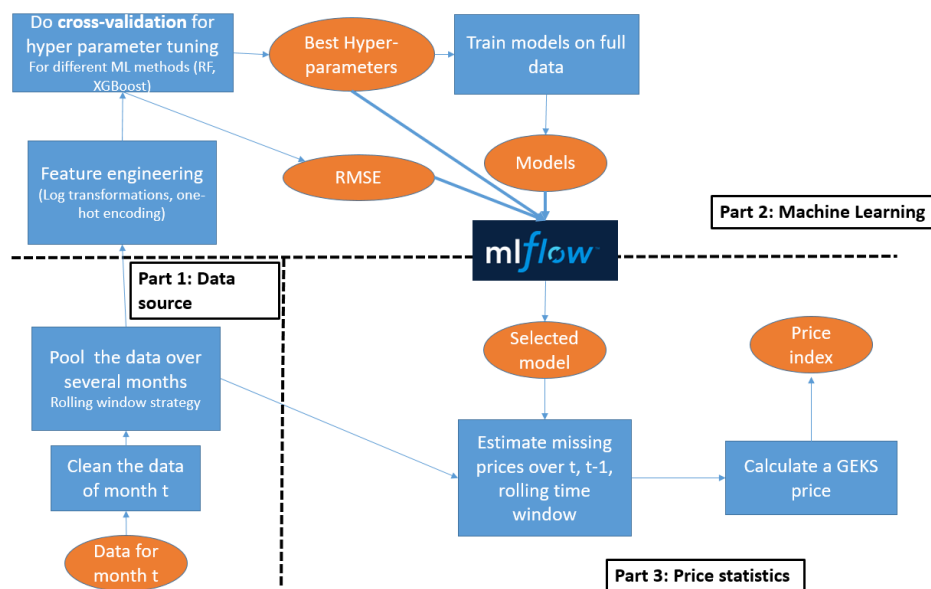 Do cross-validation for
hyper parameter tuning
For different ML methods (RF,
XGBoost)
Best Hyper-
parameters
Train models on full
data
Feature engineering
(Log transformations, one-
hot encoding)
RMSE
Models
Part 2: Machine Learning
mlflow™
Part 1: Data
source
Pool the data over
several months
Rolling window strategy
Selected
model
Price
index
Clean the data
of month t
Estimate missing
prices over t, t-1,
rolling time
window
Calculate a GEKS
price
Data for
month t
Part 3: Price statistics